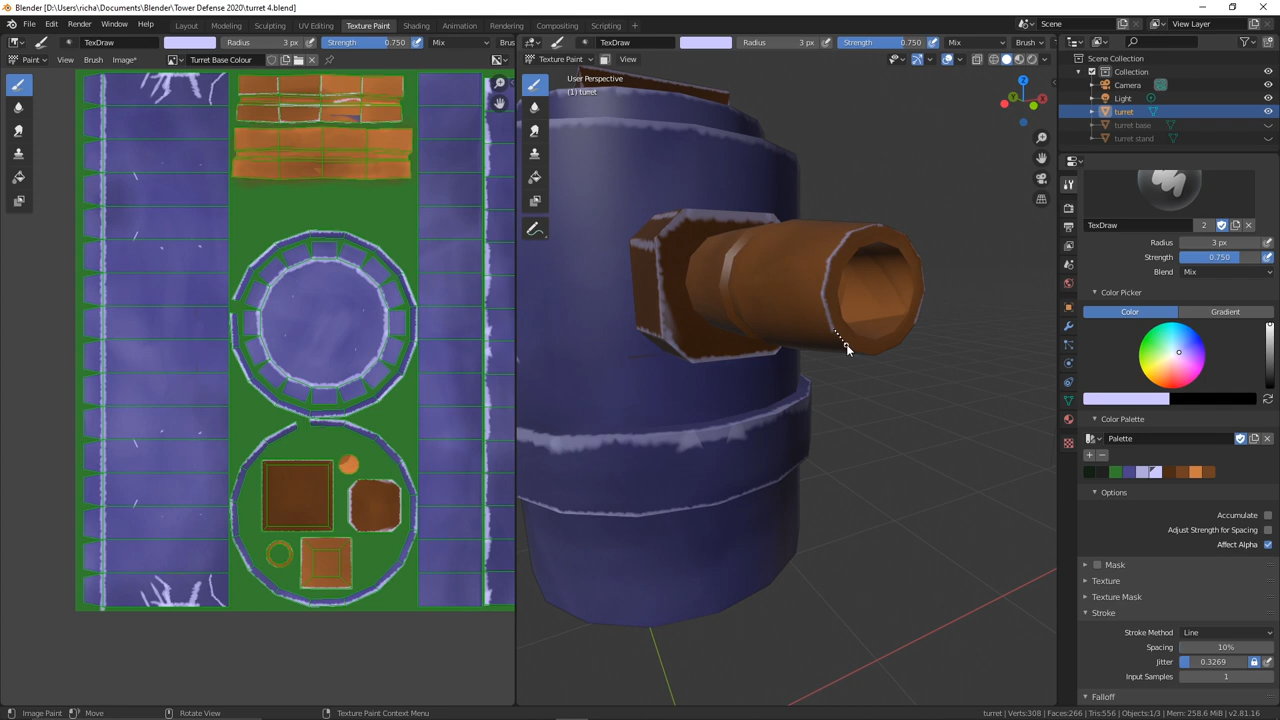 Blender [D:\Users\richa\Documents\Blender\Tower Defense 2020\turret 4.blend]
File Edit Render Window Help Layout Modeling Sculpting UV Editing Texture Paint Shading Animation Rendering Compositing Scripting + Scene View Layer
TexDraw Radius 3 px Strength 0.750 Mix Brus TexDraw Radius 3 px Strength 0.750 Mix Brush
Paint View Brush Image* Turret Base Colour Texture Paint View
User Perspective
(1) turret
Scene Collection
Collection
Camera
Light
turret
turret base
turret stand
TexDraw 2
Radius 3 px
Strength 0.750
Blend Mix
Color Picker
Color Gradient
Color Palette
Palette
Options
Accumulate
Adjust Strength for Spacing
Affect Alpha
Mask
Texture
Texture Mask
Stroke
Stroke Method Line
Spacing 10%
Jitter 0.3269
Input Samples 1
Falloff
Image Paint Move Rotate View Texture Paint Context Menu turret | Verts:308 | Faces:266 | Tris:556 | Objects:1/3 | Mem: 258.6 MiB | v2.81.16